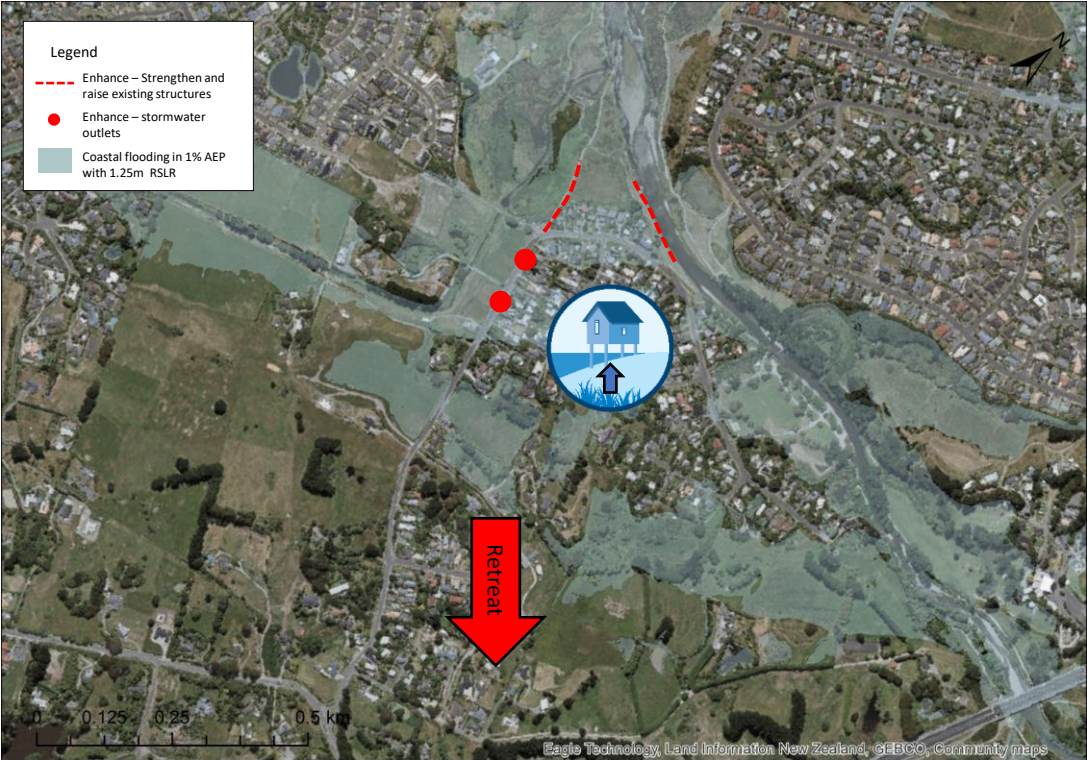 Legend
Enhance – Strengthen and
raise existing structures
Enhance – stormwater
outlets
Coastal flooding in 1% AEP
with 1.25m  RSLR
N
Retreat
0 0.125 0.25 0.5 km
Eagle Technology, Land Information New Zealand, GEBCO, Community maps